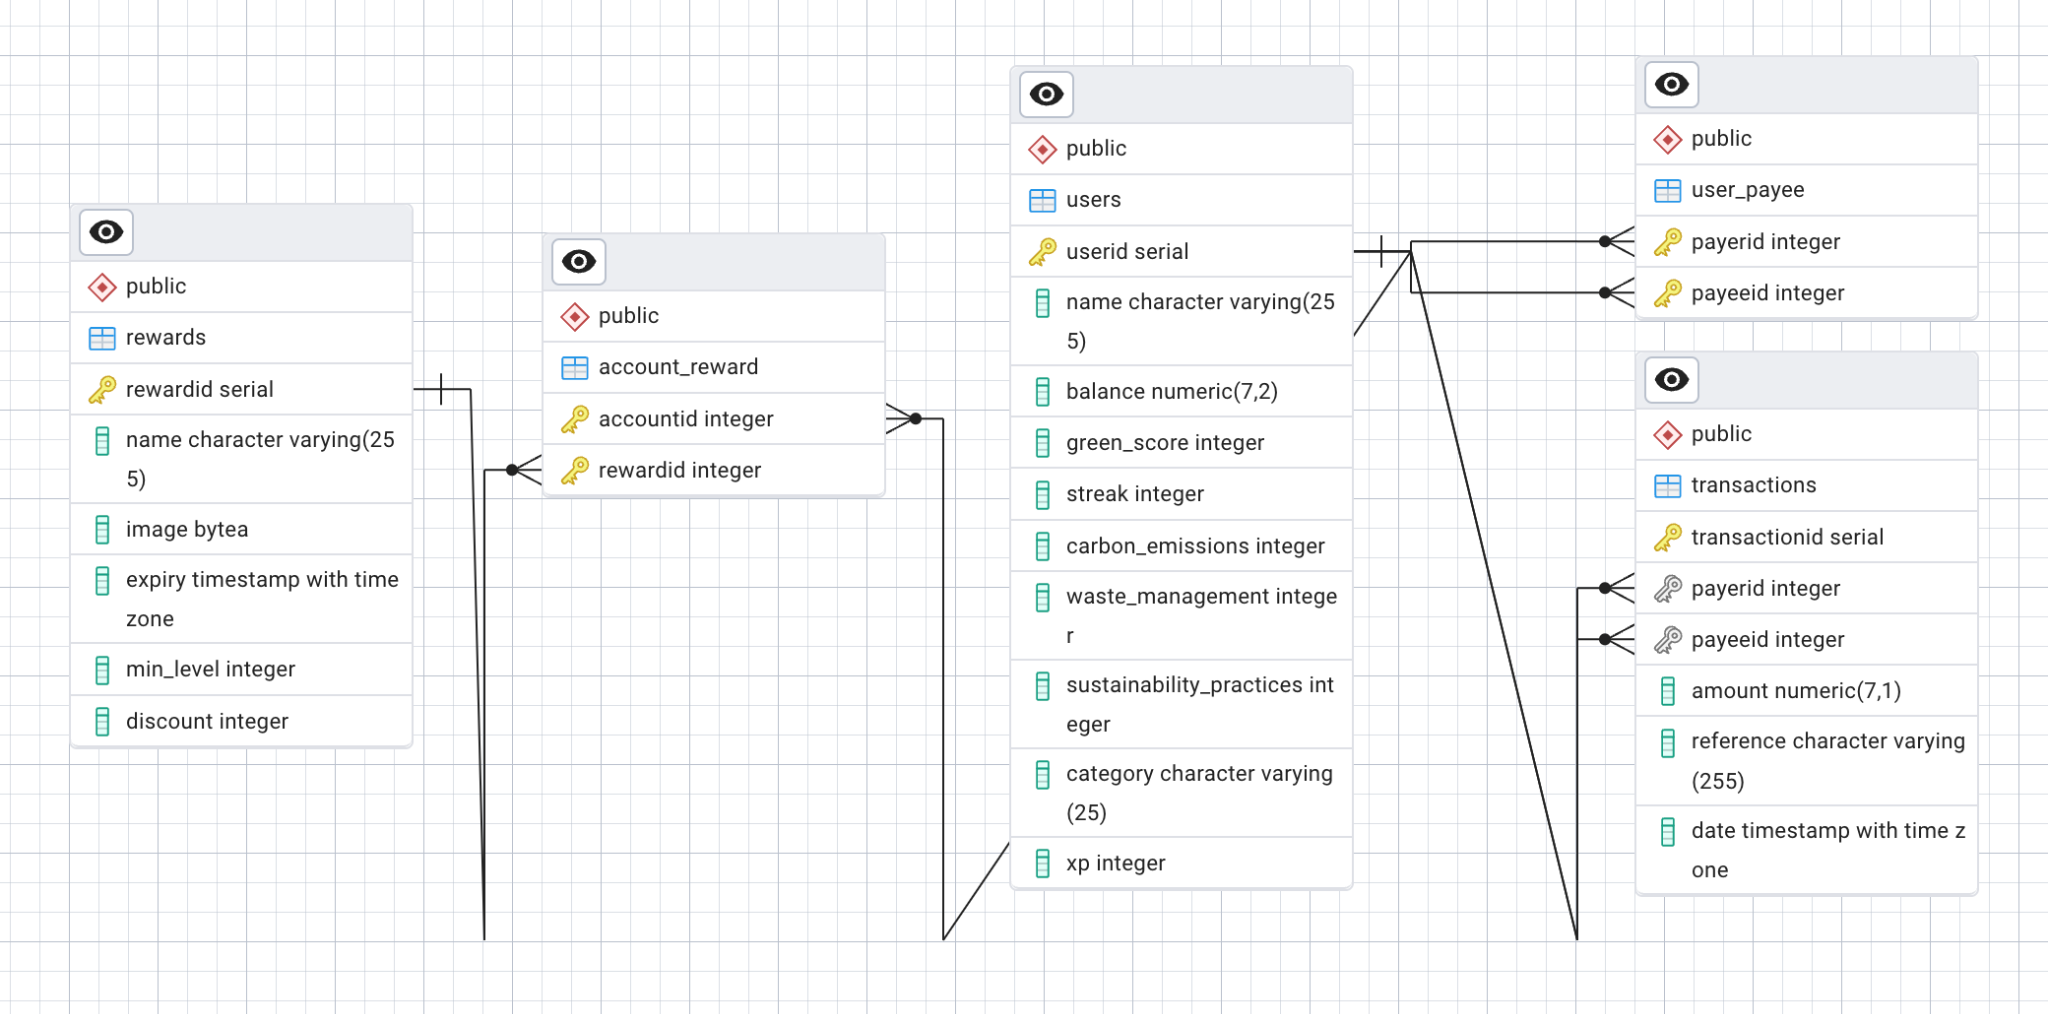 public
rewards
rewardid serial
name character varying(25
5)
image bytea
expiry timestamp with time
zone
min_level integer
discount integer
public
account_reward
accountid integer
rewardid integer
public
users
userid serial
name character varying(25
5)
balance numeric(7,2)
green_score integer
streak integer
carbon_emissions integer
waste_management intege
r
sustainability_practices int
eger
category character varying
(25)
xp integer
public
user_payee
payerid integer
payeeid integer
public
transactions
transactionid serial
payerid integer
payeeid integer
amount numeric(7,1)
reference character varying
(255)
date timestamp with time z
one